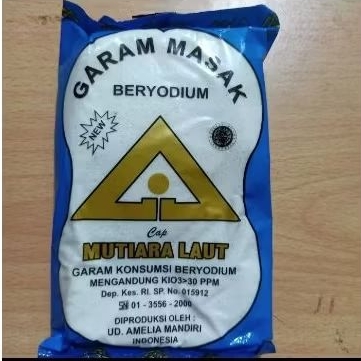 GARAM MASAK
BERYODIUM
NEW
Cap
MUTIARA LAUT
GARAM KONSUMSI BERYODIUM
MENGANDUNG KIO3>30 PPM
Dep. Kes. RI. SP. No. 015912
SNI 01 - 3556 - 2000
DIPRODUKSI OLEH :
UD. AMELIA MANDIRI
INDONESIA